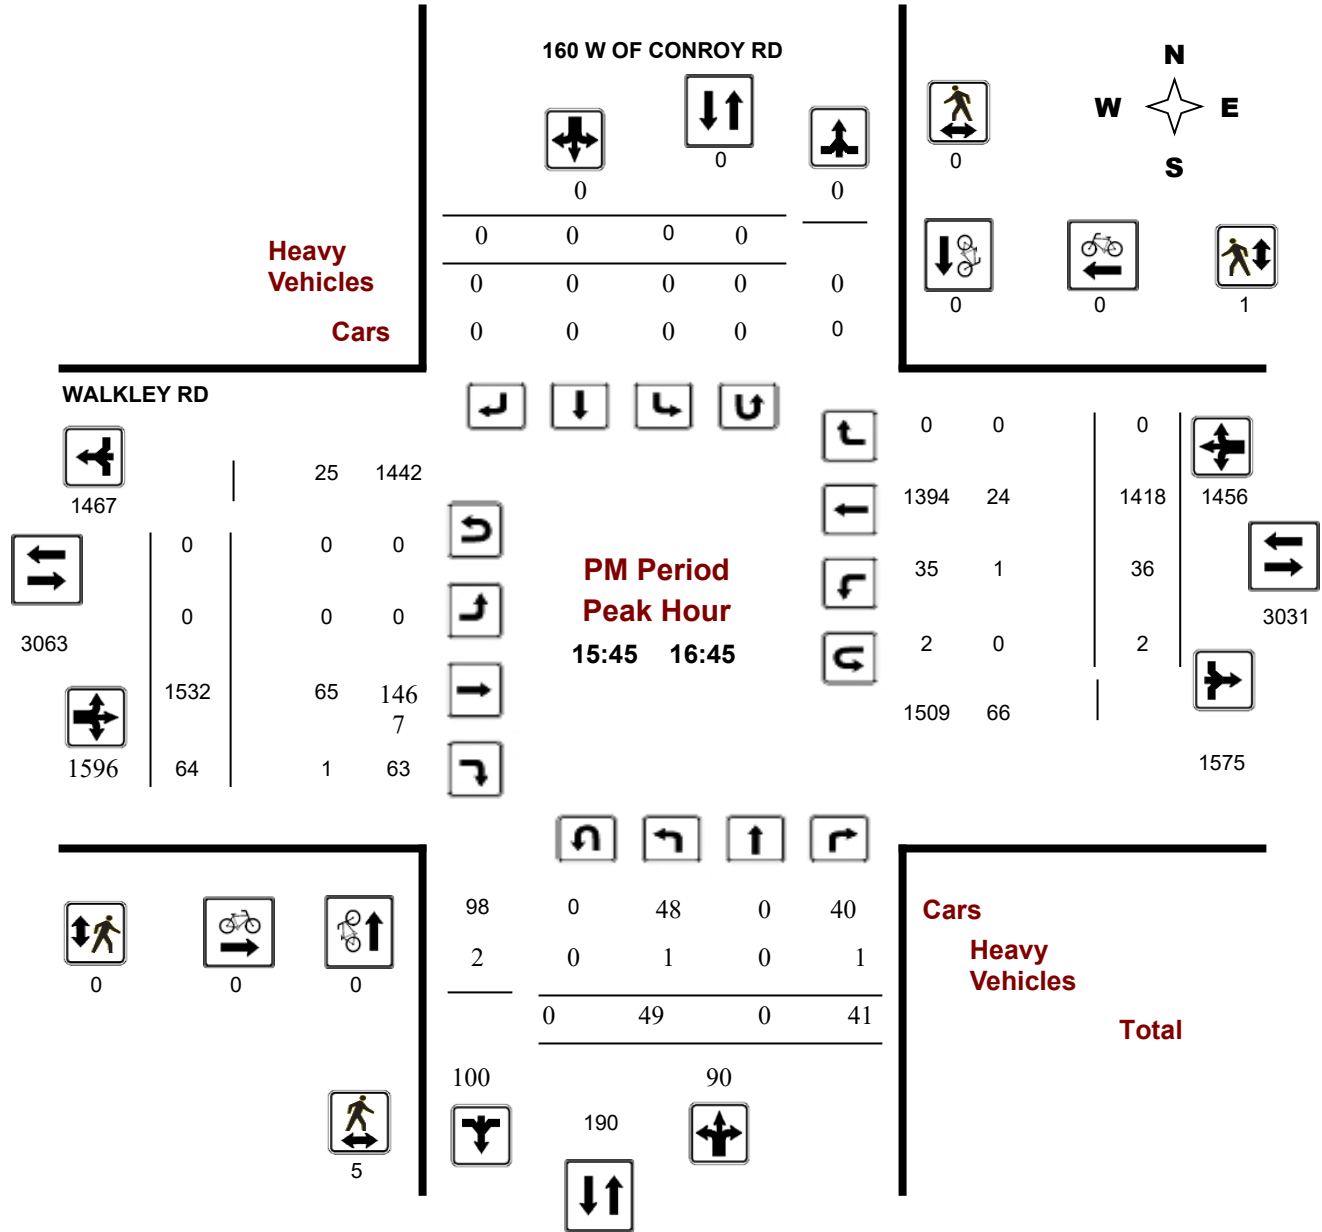 160 W OF CONROY RD
N
W E
S
0
0
0
0
0
0 0 0 0
Heavy
Vehicles
0 0 0 0 0
Cars
0 0 0 0 0
0 0 1
WALKLEY RD
25 1442
1467
0 0 0
0 0 0
3063
1532 65 146
7
1596 64 1 63
PM Period
Peak Hour
15:45 16:45
0 0 0
1394 24 1418 1456
35 1 36
3031
2 0 2
1509 66
1575
98 0 48 0 40
2 0 1 0 1
0 49 0 41
100 90
190
0 0 0
5
Cars
Heavy
Vehicles
Total